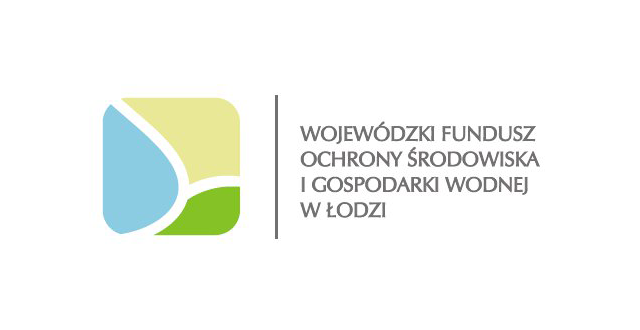 WOJEWÓDZKI FUNDUSZ
OCHRONY ŚRODOWISKA
I GOSPODARKI WODNEJ
W ŁODZI